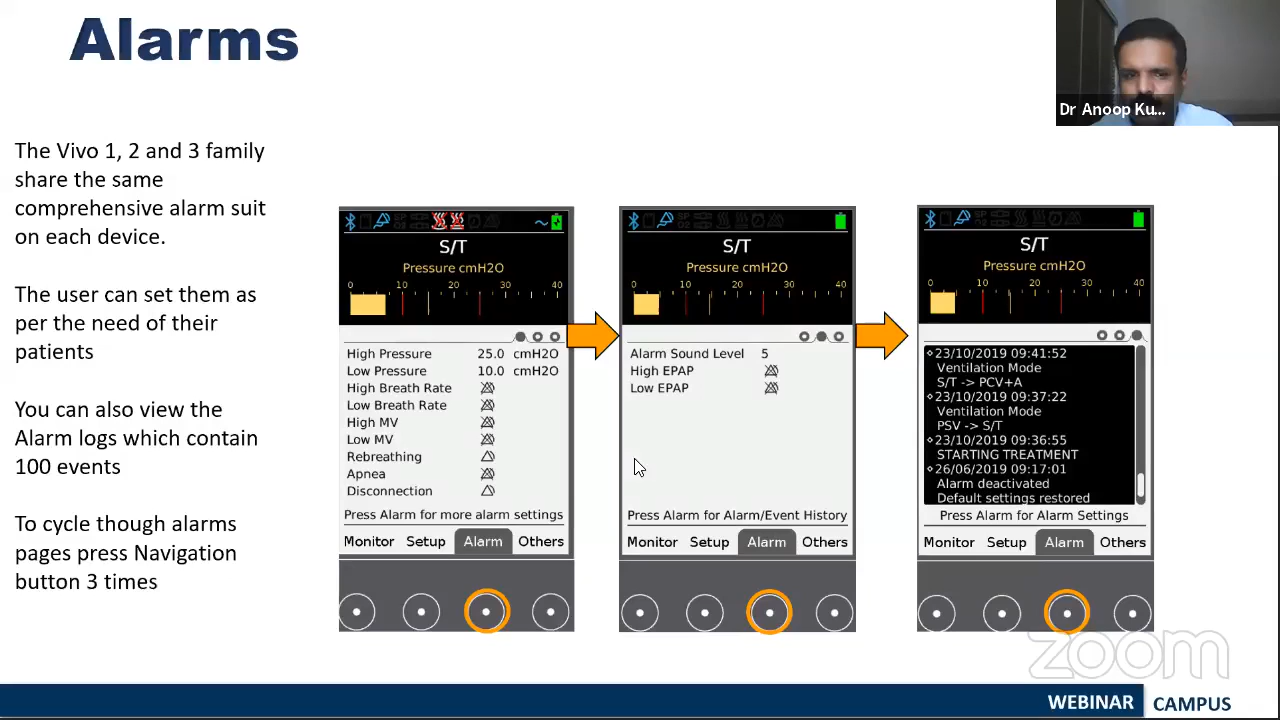 Alarms
Dr Anoop Ku...
The Vivo 1, 2 and 3 family
share the same
comprehensive alarm suit
on each device.
The user can set them as
per the need of their
patients
You can also view the
Alarm logs which contain
100 events
To cycle though alarms
pages press Navigation
button 3 times
S/T
Pressure cmH2O
0 10 20 30 40
High Pressure 25.0 cmH2O
Low Pressure 10.0 cmH2O
High Breath Rate
Low Breath Rate
High MV
Low MV
Rebreathing
Apnea
Disconnection
Press Alarm for more alarm settings
Monitor Setup Alarm Others
S/T
Pressure cmH2O
0 10 20 30 40
Alarm Sound Level 5
High EPAP
Low EPAP
Press Alarm for Alarm/Event History
Monitor Setup Alarm Others
S/T
Pressure cmH2O
0 10 20 30 40
23/10/2019 09:41:52
Ventilation Mode
S/T -> PCV+A
23/10/2019 09:37:22
Ventilation Mode
PSV -> S/T
23/10/2019 09:36:55
STARTING TREATMENT
26/06/2019 09:17:01
Alarm deactivated
Default settings restored
Press Alarm for Alarm Settings
Monitor Setup Alarm Others
zoom
WEBINAR CAMPUS